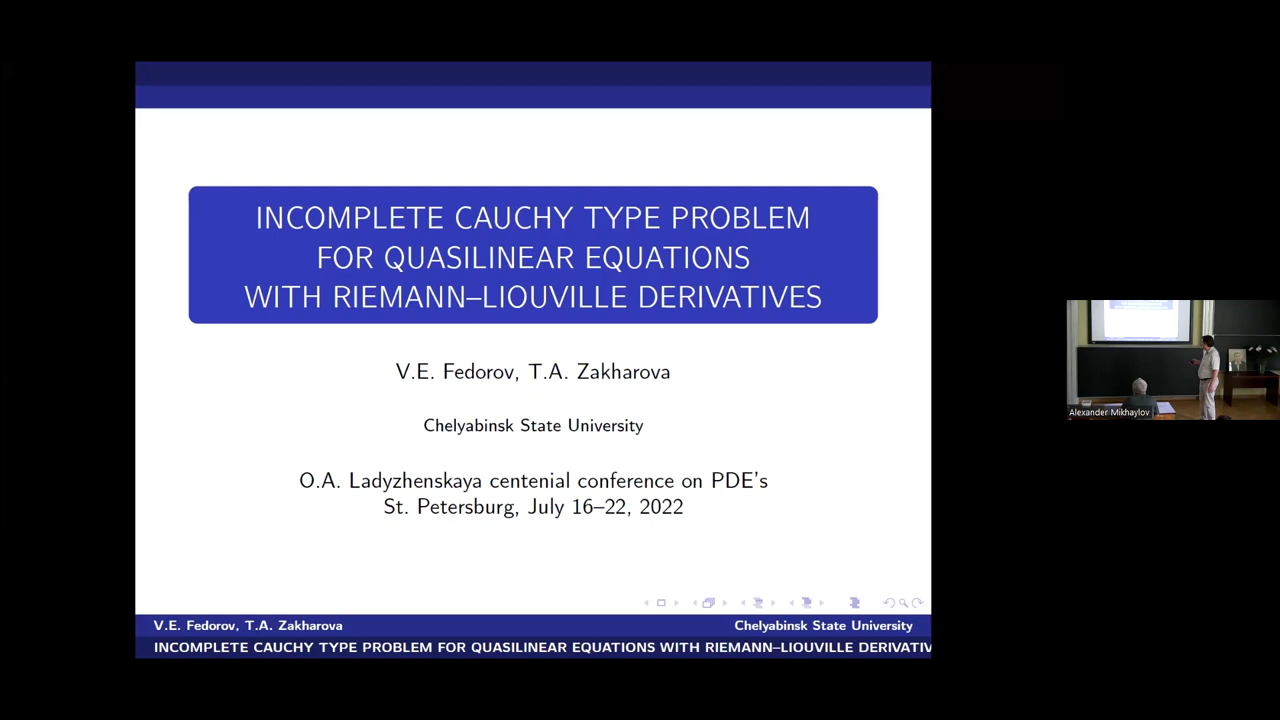 INCOMPLETE CAUCHY TYPE PROBLEM
FOR QUASILINEAR EQUATIONS
WITH RIEMANN–LIOUVILLE DERIVATIVES
V.E. Fedorov, T.A. Zakharova
Chelyabinsk State University
O.A. Ladyzhenskaya centenial conference on PDE's
St. Petersburg, July 16–22, 2022
V.E. Fedorov, T.A. Zakharova Chelyabinsk State University
INCOMPLETE CAUCHY TYPE PROBLEM FOR QUASILINEAR EQUATIONS WITH RIEMANN–LIOUVILLE DERIVATIV
Alexander Mikhaylov